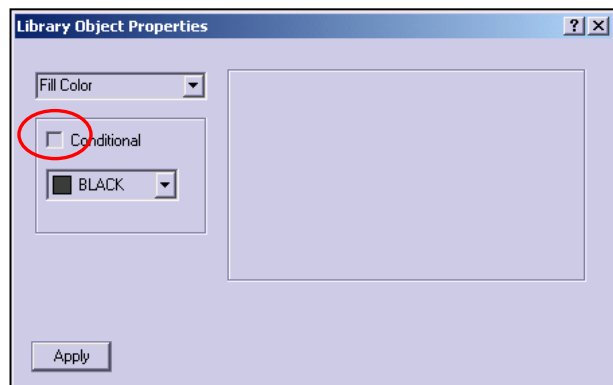 Library Object Properties
Fill Color
Conditional
BLACK
Apply